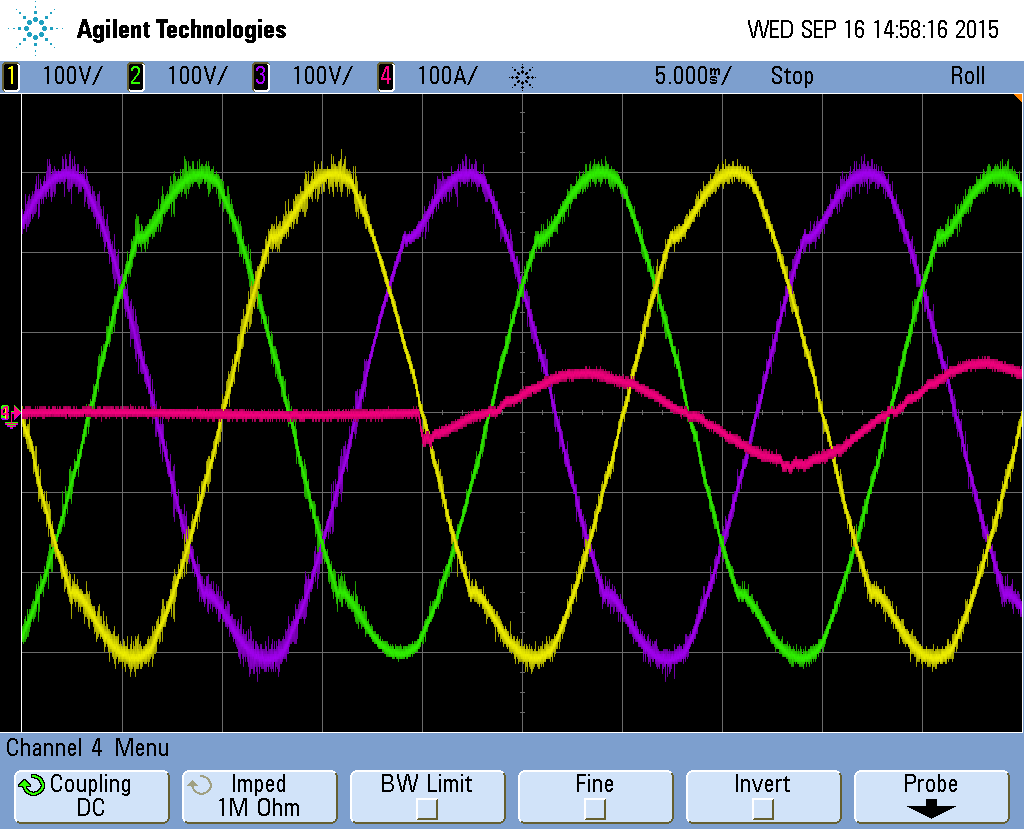 Agilent Technologies WED SEP 16 14:58:16 2015
1 100V/ 2 100V/ 3 100V/ 4 100A/ 5.000ms/ Stop Roll
Channel 4 Menu
Coupling Imped BW Limit Fine Invert Probe
DC 1M Ohm